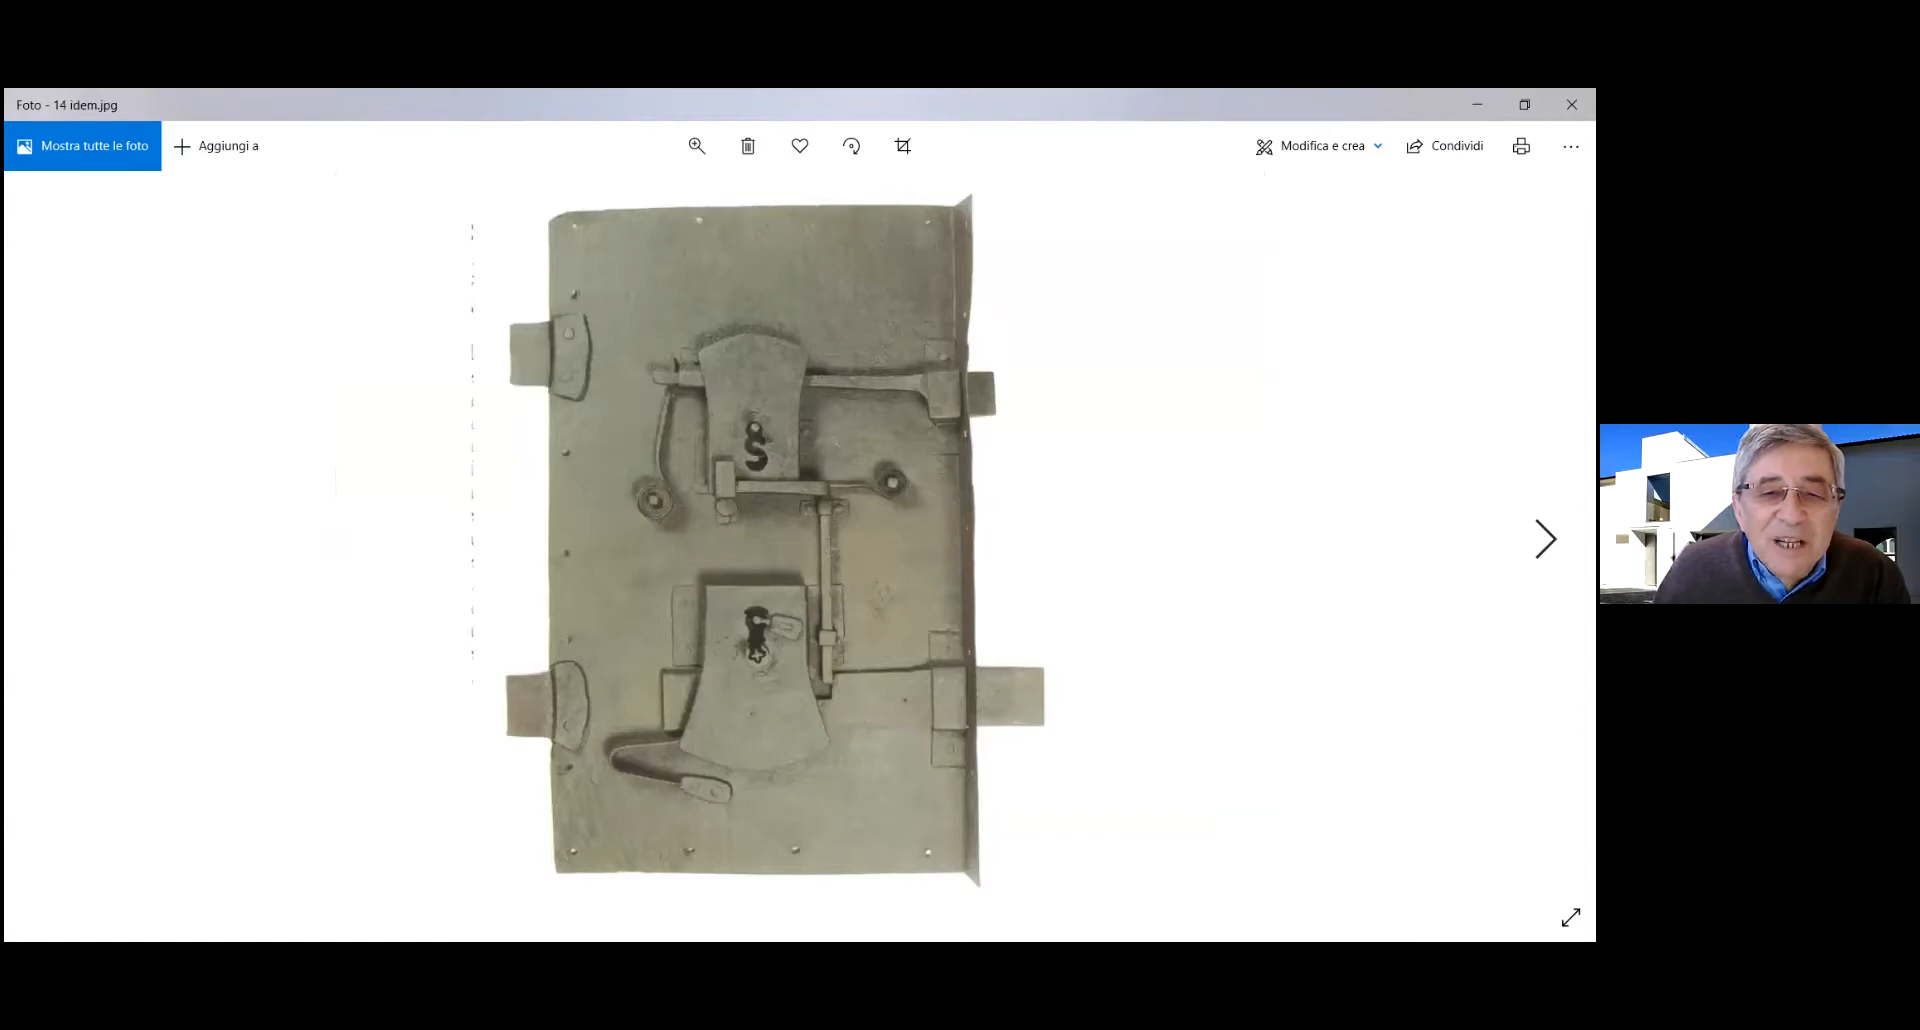 Foto - 14 idem.jpg
Mostra tutte le foto
Aggiungi a
Modifica e crea
Condividi